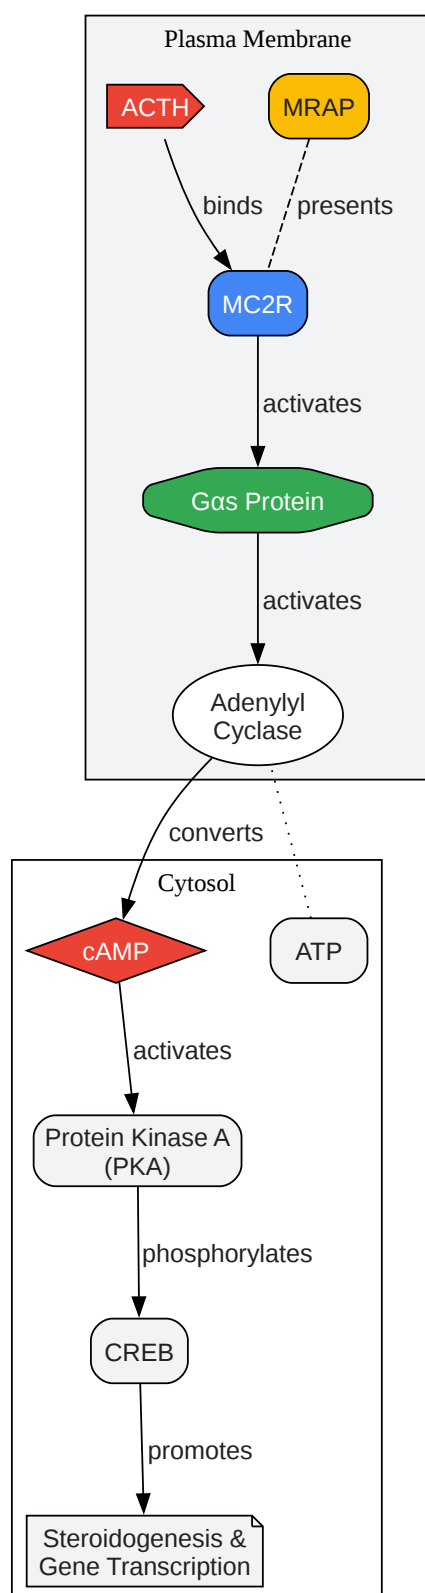 Plasma Membrane
ACTH
MRAP
binds
presents
MC2R
activates
Gαs Protein
activates
Adenylyl
Cyclase
converts
Cytosol
cAMP
ATP
activates
Protein Kinase A
(PKA)
phosphorylates
CREB
promotes
Steroidogenesis &
Gene Transcription